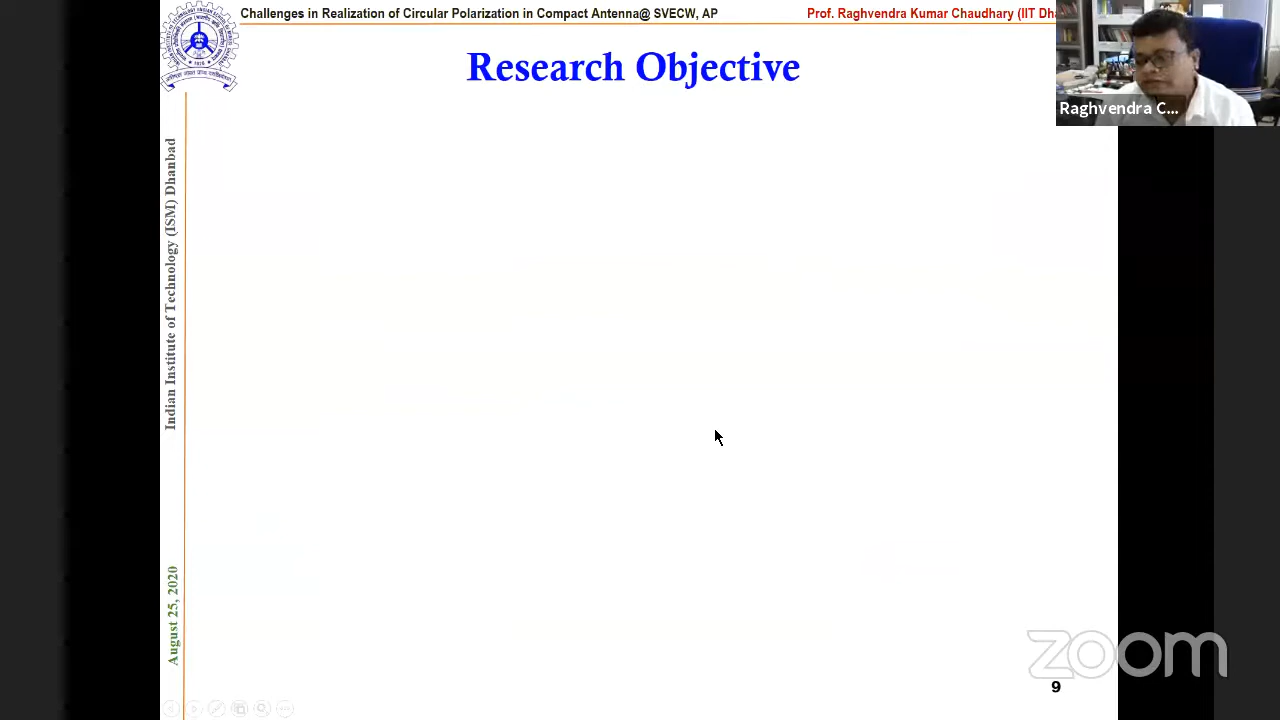 Challenges in Realization of Circular Polarization in Compact Antenna@ SVECW, AP
Prof. Raghvendra Kumar Chaudhary (IIT Dha
Research Objective
Raghvendra C...
Indian Institute of Technology (ISM) Dhanbad
August 25, 2020
zoom
9